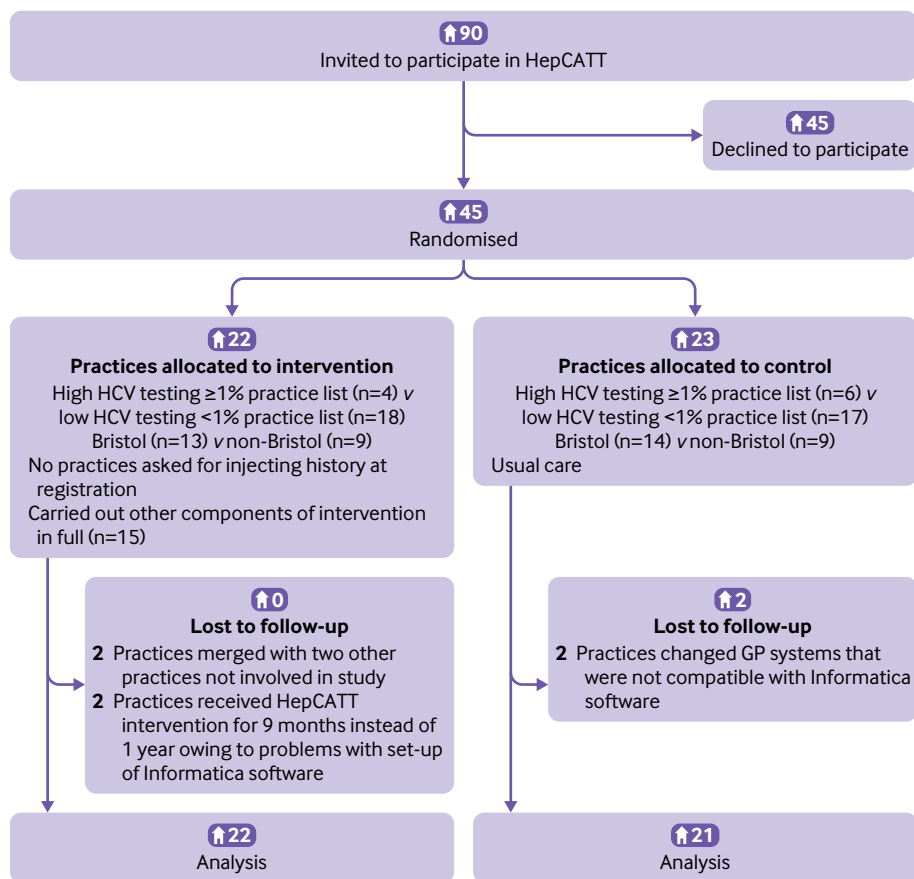 90
Invited to participate in HepCATT
45
Declined to participate
45
Randomised
22
Practices allocated to intervention
High HCV testing ≥1% practice list (n=4) v
low HCV testing <1% practice list (n=18)
Bristol (n=13) v non-Bristol (n=9)
No practices asked for injecting history at
registration
Carried out other components of intervention
in full (n=15)
23
Practices allocated to control
High HCV testing ≥1% practice list (n=6) v
low HCV testing <1% practice list (n=17)
Bristol (n=14) v non-Bristol (n=9)
Usual care
0
Lost to follow-up
2 Practices merged with two other
practices not involved in study
2 Practices received HepCATT
intervention for 9 months instead of
1 year owing to problems with set-up
of Informatica software
2
Lost to follow-up
2 Practices changed GP systems that
were not compatible with Informatica
software
22
Analysis
21
Analysis